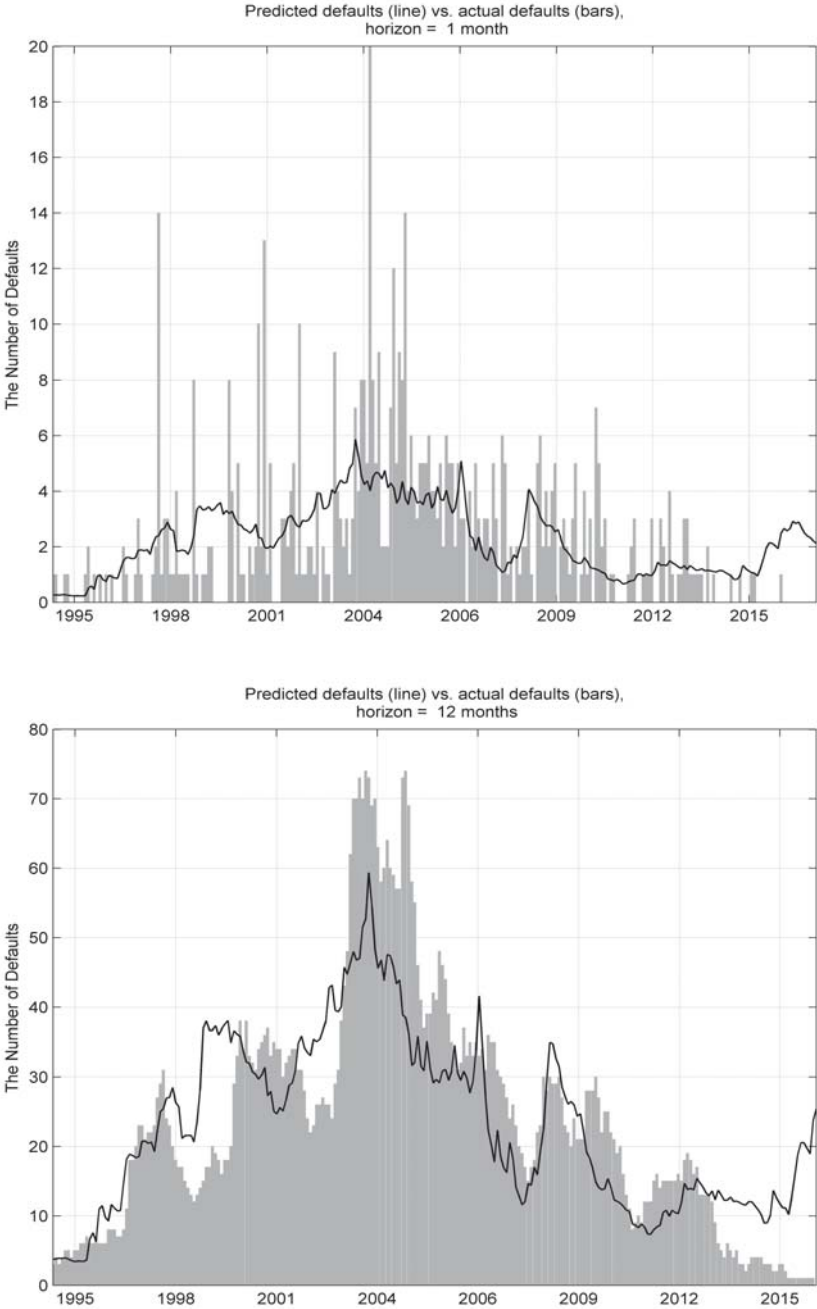 Predicted defaults (line) vs. actual defaults (bars),
horizon = 1 month
20
18
16
14
12
10
8
6
4
2
0
The Number of Defaults
1995 1998 2001 2004 2006 2009 2012 2015
Predicted defaults (line) vs. actual defaults (bars),
horizon = 12 months
80
70
60
50
40
30
20
10
0
The Number of Defaults
1995 1998 2001 2004 2006 2009 2012 2015